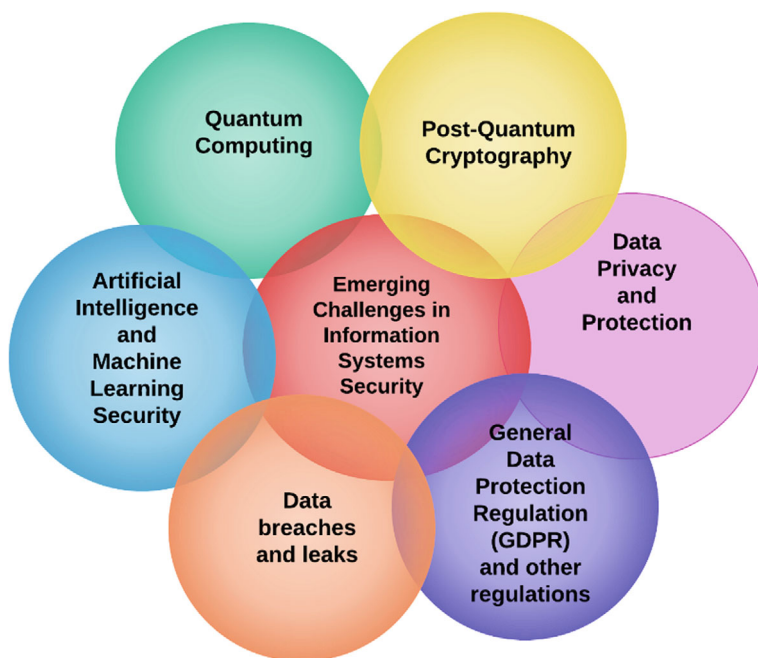 Quantum
Computing
Post-Quantum
Cryptography
Data
Privacy
and
Protection
Artificial
Intelligence
and
Machine
Learning
Security
Emerging
Challenges in
Information
Systems
Security
General
Data
Protection
Regulation
(GDPR)
and other
regulations
Data
breaches
and leaks